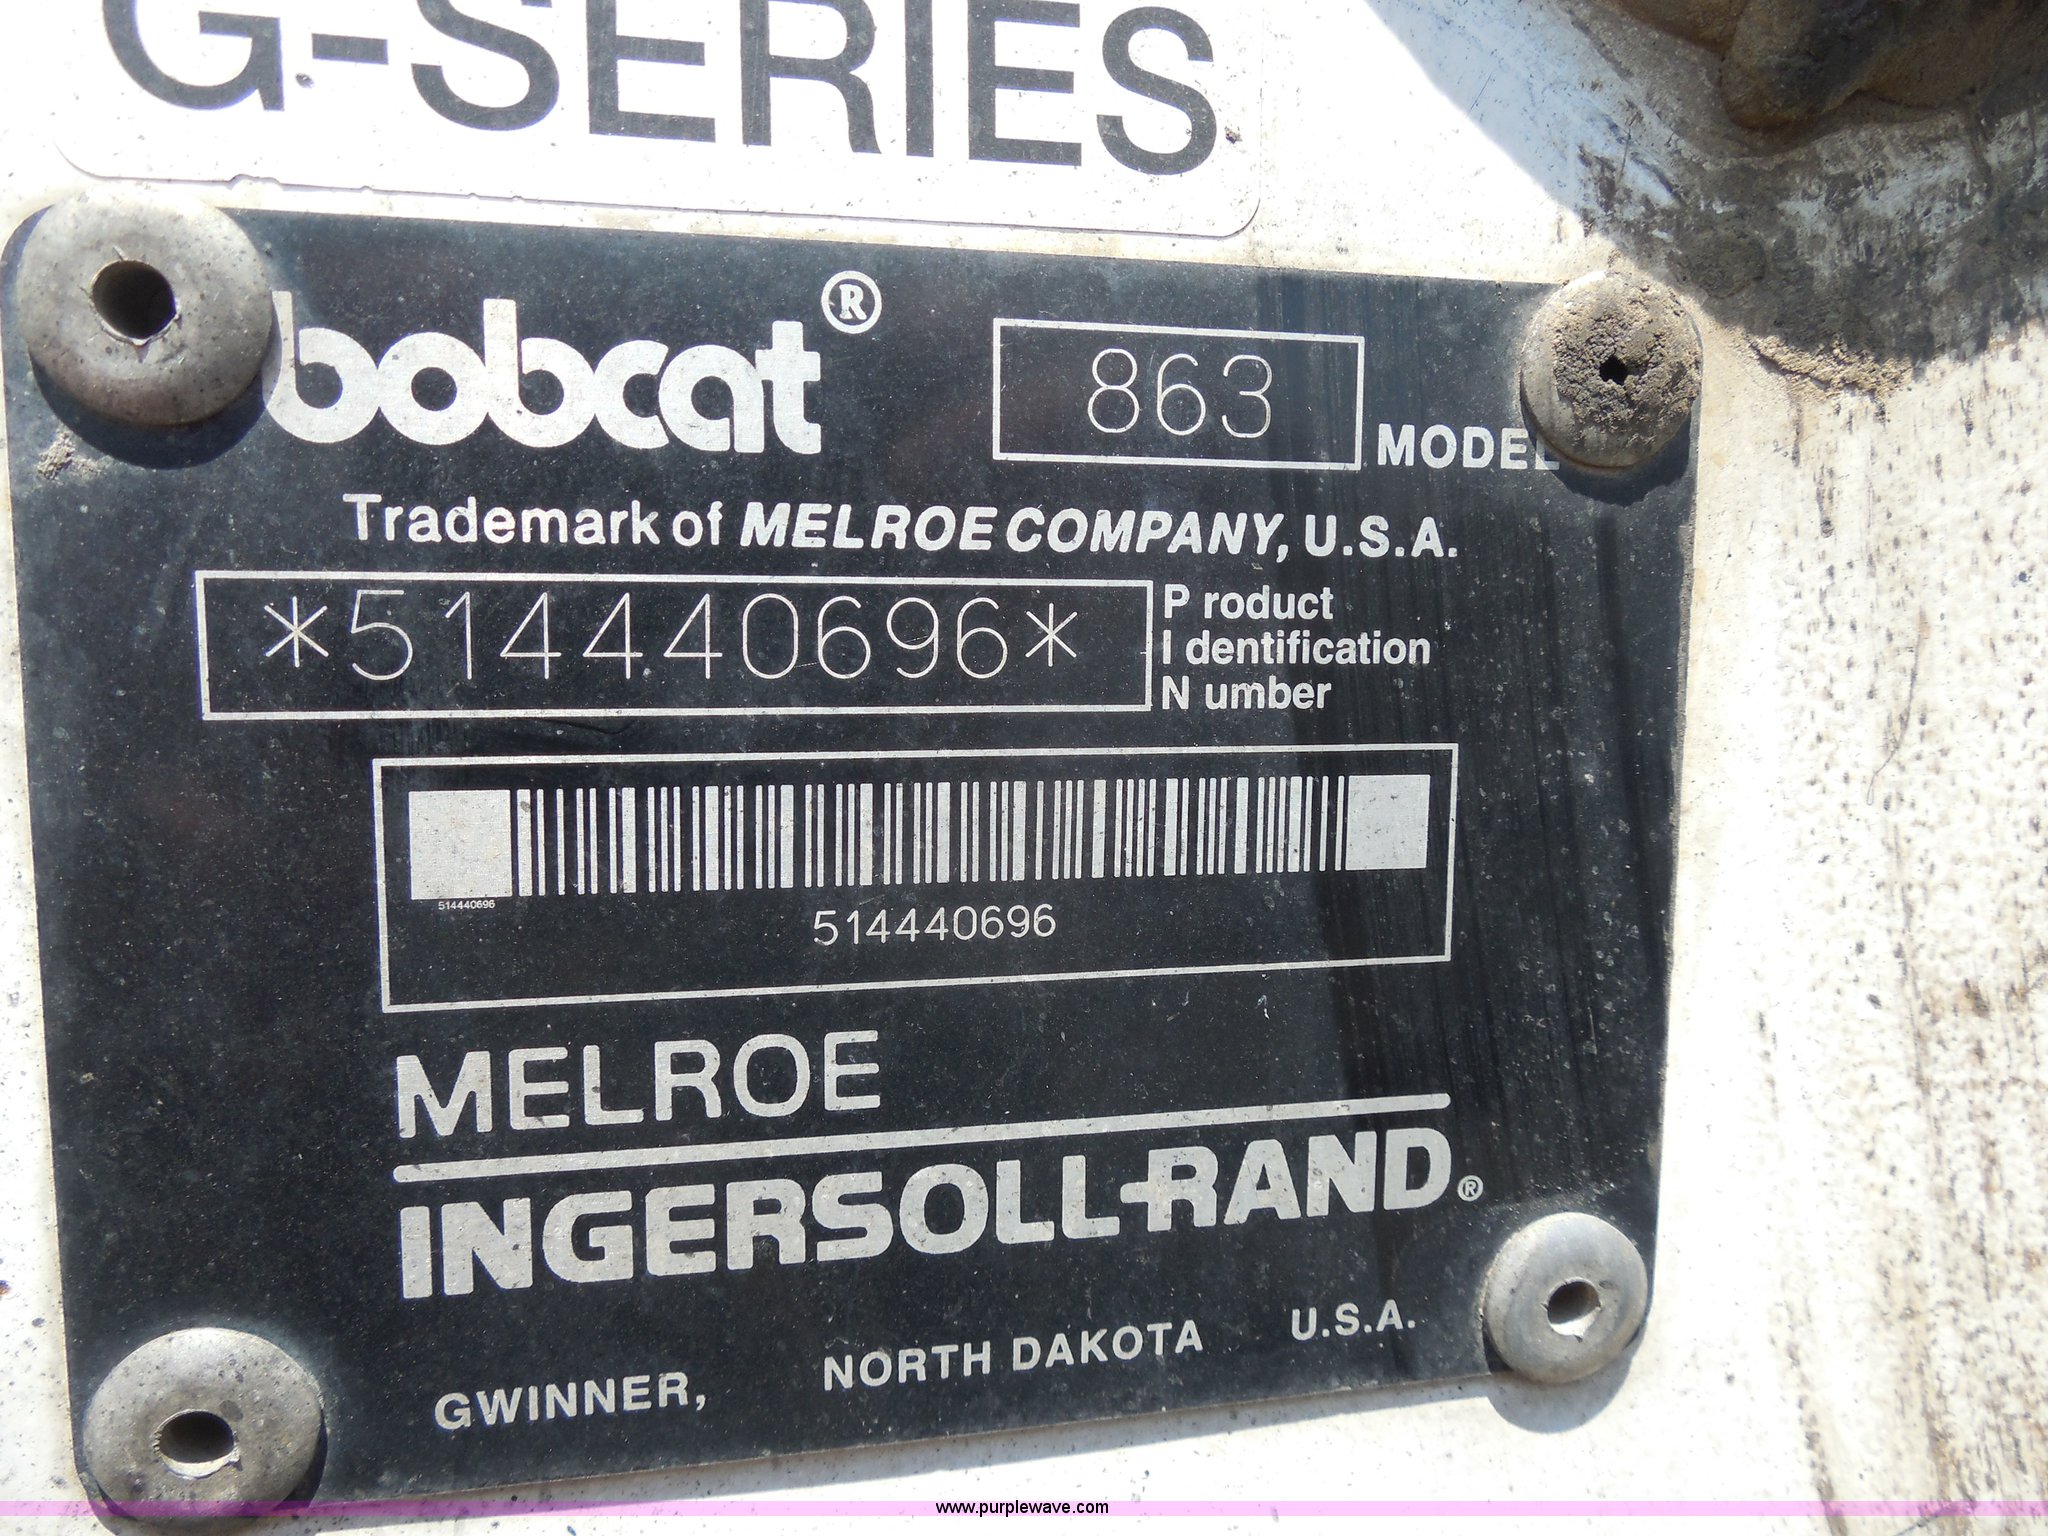 G-SERIES
bobcat®
863 MODEL
Trademark of MELROE COMPANY, U.S.A.
*514440696*
P roduct
I dentification
N umber
514440696
514440696
MELROE
INGERSOLL-RAND®
GWINNER, NORTH DAKOTA U.S.A.
www.purplewave.com